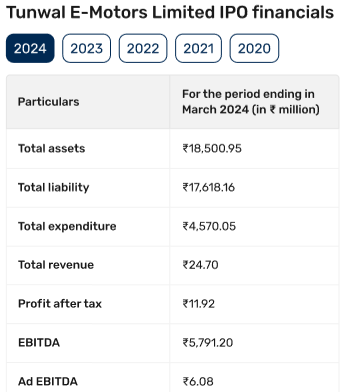 Tunwal E-Motors Limited IPO financials
2024 2023 2022 2021 2020
Particulars
For the period ending in
March 2024 (in ₹ million)
Total assets ₹18,500.95
Total liability ₹17,618.16
Total expenditure ₹4,570.05
Total revenue ₹24.70
Profit after tax ₹11.92
EBITDA ₹5,791.20
Ad EBITDA ₹6.08